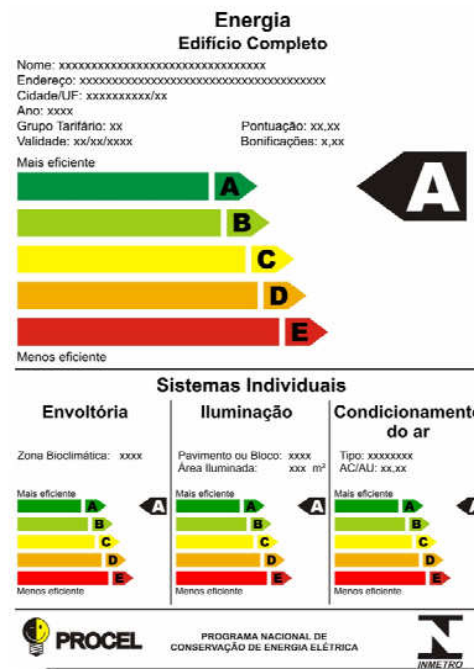 Energia
Edifício Completo
Nome: xxxxxxxxxxxxxxxxxxxxxxxxxxxxxxxxx
Endereço: xxxxxxxxxxxxxxxxxxxxxxxxxxxxxxxxxxxxxxx
Cidade/UF: xxxxxxxxxx/xx
Ano: xxxx
Grupo Tarifário: xx Pontuação: xx,xx
Validade: xx/xx/xxxx Bonificações: x,xx
Mais eficiente
A
A
B
C
D
E
Menos eficiente
Sistemas Individuais
Envoltória
Zona Bioclimática: xxxx
Mais eficiente
A
A
B
C
D
E
Menos eficiente
Iluminação
Pavimento ou Bloco: xxxx
Área Iluminada: xxx m²
Mais eficiente
A
A
B
C
D
E
Menos eficiente
Condicionamento
do ar
Tipo: xxxxxxxx
AC/AU: xx,xx
Mais eficiente
A
A
B
C
D
E
Menos eficiente
PROCEL
PROGRAMA NACIONAL DE
CONSERVAÇÃO DE ENERGIA ELÉTRICA
INMETRO